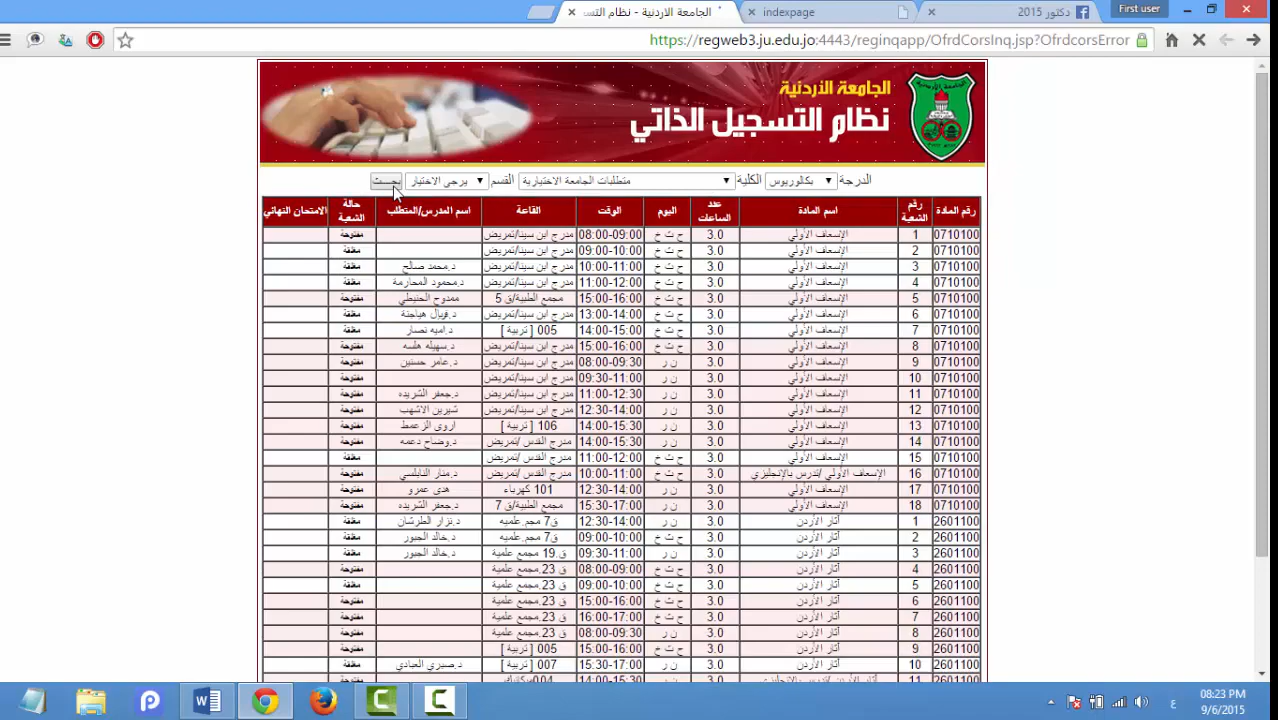 الجامعة الأردنية - نظام التسـ
indexpage
دكتور 2015
First user
https://regweb3.ju.edu.jo:4443/reginqapp/OfrdCorsInq.jsp?OfrdcorsError
الجامعة الأردنية
نظام التسجيل الذاتي
الدرجة بكالوريوس الكلية متطلبات الجامعة الاختيارية القسم يرجى الاختيار بحث
رقم المادة رقم الشعبة اسم المادة عدد الساعات اليوم الوقت القاعة اسم المدرس/المتطلب حالة الشعبة الامتحان النهائي
0710100 1 الإسعاف الأولي 3.0 ح ث خ 08:00-09:00 مدرج ابن سينا/تمريض مفتوحة
0710100 2 الإسعاف الأولي 3.0 ح ث خ 09:00-10:00 مدرج ابن سينا/تمريض مغلقة
0710100 3 الإسعاف الأولي 3.0 ح ث خ 10:00-11:00 مدرج ابن سينا/تمريض د.محمد صالح مغلقة
0710100 4 الإسعاف الأولي 3.0 ح ث خ 11:00-12:00 مدرج ابن سينا/تمريض د.محمود المحارمة مغلقة
0710100 5 الإسعاف الأولي 3.0 ح ث خ 15:00-16:00 مجمع الطبية/ق 5 ممدوح الحنيطي مفتوحة
0710100 6 الإسعاف الأولي 3.0 ح ث خ 13:00-14:00 مدرج ابن سينا/تمريض د.فريال هياجنة مغلقة
0710100 7 الإسعاف الأولي 3.0 ح ث خ 14:00-15:00 005 [ تربية ] د.اميه نصار مغلقة
0710100 8 الإسعاف الأولي 3.0 ح ث خ 15:00-16:00 مدرج ابن سينا/تمريض د.سهيله هلسه مفتوحة
0710100 9 الإسعاف الأولي 3.0 ن ر 08:00-09:30 مدرج ابن سينا/تمريض د.عامر حسنين مفتوحة
0710100 10 الإسعاف الأولي 3.0 ن ر 09:30-11:00 مدرج ابن سينا/تمريض مفتوحة
0710100 11 الإسعاف الأولي 3.0 ن ر 11:00-12:30 مدرج ابن سينا/تمريض د.جعفر الشريده مفتوحة
0710100 12 الإسعاف الأولي 3.0 ن ر 12:30-14:00 مدرج ابن سينا/تمريض شيرين الاشهب مفتوحة
0710100 13 الإسعاف الأولي 3.0 ن ر 14:00-15:30 106 [ تربية ] اروى الزعمط مفتوحة
0710100 14 الإسعاف الأولي 3.0 ن ر 14:00-15:30 مدرج القدس /تمريض د.وضاح دعمه مفتوحة
0710100 15 الإسعاف الأولي 3.0 ح ث خ 11:00-12:00 مدرج القدس /تمريض مغلقة
0710100 16 الإسعاف الأولي /تدرس بالإنجليزي 3.0 ح ث خ 10:00-11:00 مدرج القدس /تمريض د.منار النابلسي مفتوحة
0710100 17 الإسعاف الأولي 3.0 ن ر 12:30-14:00 101 كهرباء هدى عمرو مفتوحة
0710100 18 الإسعاف الأولي 3.0 ن ر 15:30-17:00 مجمع الطبية/ق 7 د.جعفر الشريده مفتوحة
2601100 1 آثار الأردن 3.0 ن ر 12:30-14:00 ق7 مجم.علميه د.نزار الطرشان مغلقة
2601100 2 آثار الأردن 3.0 ح ث خ 09:00-10:00 ق7 مجم.علميه د.خالد الجبور مغلقة
2601100 3 آثار الأردن 3.0 ن ر 09:30-11:00 ق.19 مجمع علمية د.خالد الجبور مغلقة
2601100 4 آثار الأردن 3.0 ح ث خ 08:00-09:00 ق 23.مجمع علمية مفتوحة
2601100 5 آثار الأردن 3.0 ح ث خ 09:00-10:00 ق 23.مجمع علمية مغلقة
2601100 6 آثار الأردن 3.0 ح ث خ 15:00-16:00 ق 23.مجمع علمية مفتوحة
2601100 7 آثار الأردن 3.0 ح ث خ 16:00-17:00 ق 23.مجمع علمية مفتوحة
2601100 8 آثار الأردن 3.0 ن ر 08:00-09:30 ق 23.مجمع علمية مفتوحة
2601100 9 آثار الأردن 3.0 ح ث خ 15:00-16:00 005 [ تربية ] مفتوحة
2601100 10 آثار الأردن 3.0 ن ر 15:30-17:00 007 [ تربية ] د.صبري العبادي مغلقة
2601100 11 آثار الأردن /تدرس بالإنجليزي 3.0 ن ر 14:00-15:30
08:23 PM
9/6/2015